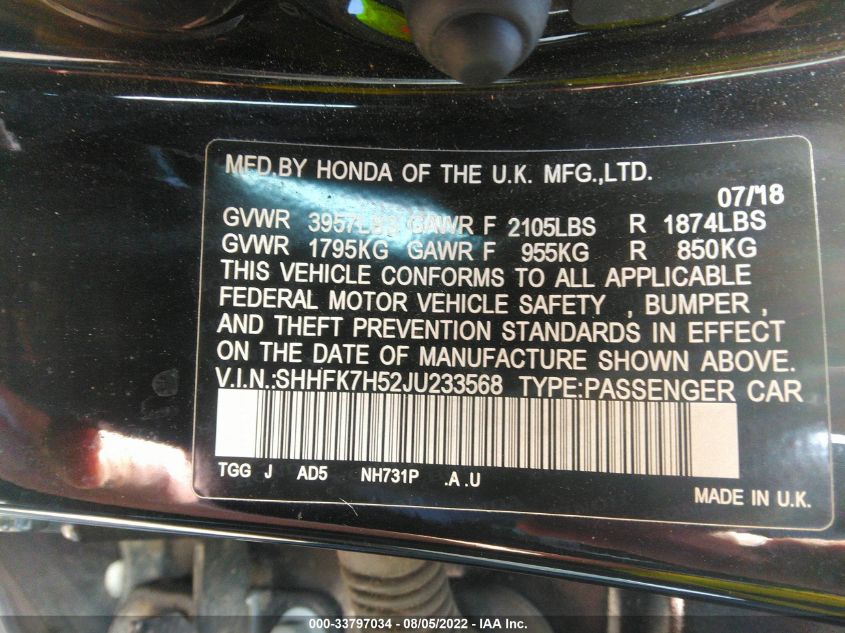 MFD.BY HONDA OF THE U.K. MFG.,LTD.
07/18
GVWR 3957LBS GAWR F 2105LBS R 1874LBS
GVWR 1795KG GAWR F 955KG R 850KG
THIS VEHICLE CONFORMS TO ALL APPLICABLE
FEDERAL MOTOR VEHICLE SAFETY , BUMPER ,
AND THEFT PREVENTION STANDARDS IN EFFECT
ON THE DATE OF MANUFACTURE SHOWN ABOVE.
V.I.N.:SHHFK7H52JU233568 TYPE:PASSENGER CAR
TGG J AD5 NH731P .A .U
MADE IN U.K.
000-33797034 - 08/05/2022 - IAA Inc.